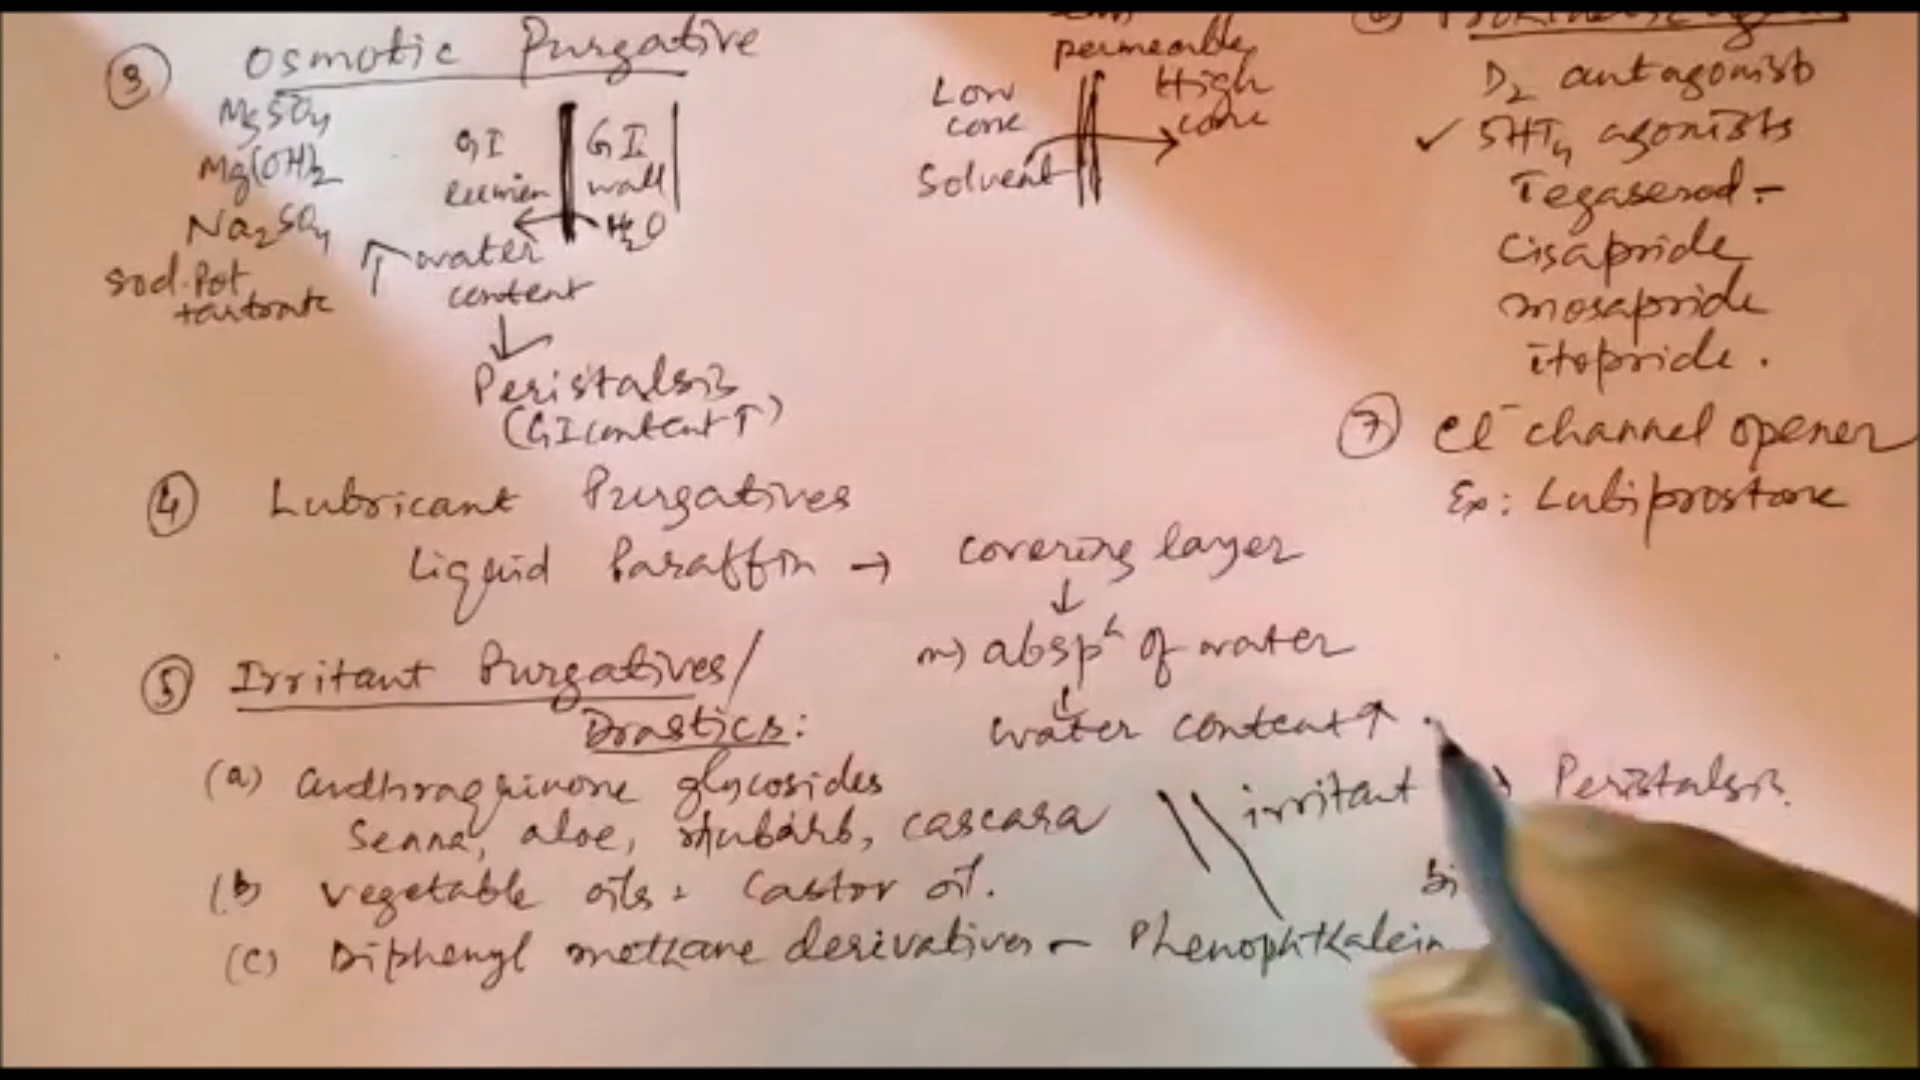 ③ Osmotic Purgative
MgSO4
Mg(OH)2
Na2SO4
sod. Pot
tartrate
GI
lumen
GI
wall
H2O
↑ water
content
↓
Peristalsis
(GI content ↑)
permeable
Low
conc
High
conc
Solvent
④ Lubricant Purgatives
Liquid Paraffin → covering layer
↓
abspn of water
↓
water content ↑
⑤ Irritant Purgatives/
Drastics:
(a) anthraquinone glycosides
Senna, aloe, rhubarb, cascara
irritant
Peristalsis.
(b) vegetable oils: Castor oil.
(c) Diphenyl methane derivatives - Phenophthalein
D2 antagonist
✓ 5HT4 agonists
Tegaserod -
Cisapride
mosapride
itopride.
⑦ Cl⁻ channel opener
Ex: Lubiprostone